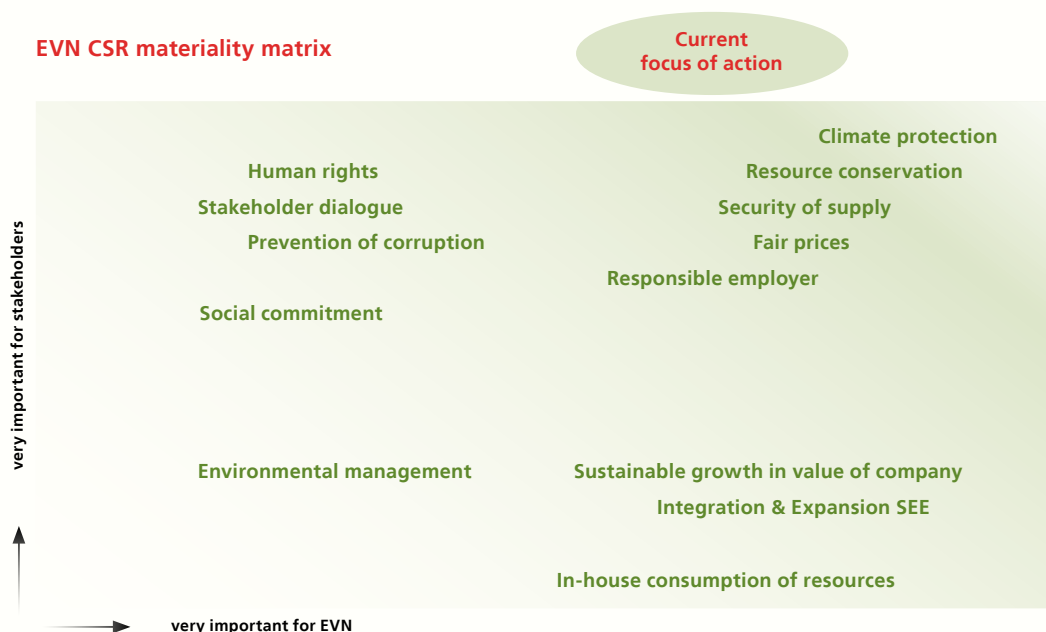 EVN CSR materiality matrix
Current
focus of action
Climate protection
Human rights
Resource conservation
Stakeholder dialogue
Security of supply
Prevention of corruption
Fair prices
Responsible employer
Social commitment
very important for stakeholders
Environmental management
Sustainable growth in value of company
Integration & Expansion SEE
In-house consumption of resources
very important for EVN